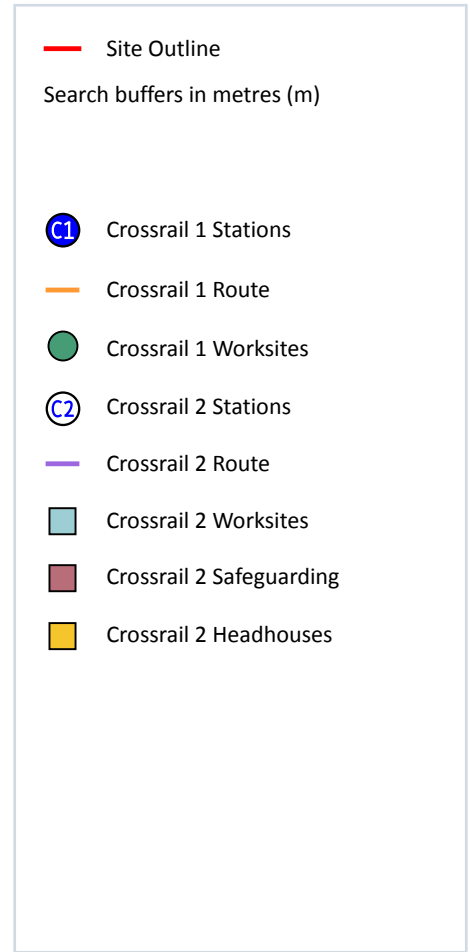 Site Outline
Search buffers in metres (m)
C1 Crossrail 1 Stations
Crossrail 1 Route
Crossrail 1 Worksites
C2 Crossrail 2 Stations
Crossrail 2 Route
Crossrail 2 Worksites
Crossrail 2 Safeguarding
Crossrail 2 Headhouses